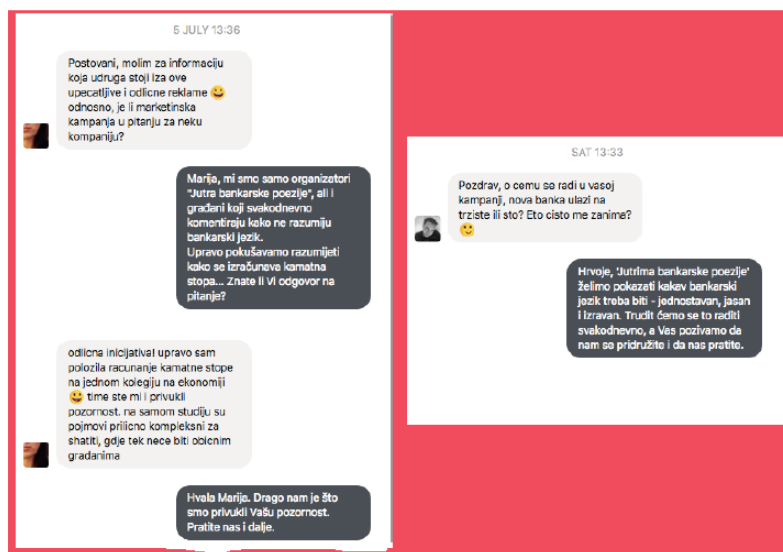 5 JULY 13:36
Postovani, molim za informaciju
koja udruga stoji iza ove
upecatljive i odlicne reklame 😀
odnosno, je li marketinska
kampanja u pitanju za neku
kompaniju?
Marija, mi smo samo organizatori
"Jutra bankarske poezije", ali i
građani koji svakodnevno
komentiraju kako ne razumiju
bankarski jezik.
Upravo pokušavamo razumijeti
kako se izračunava kamatna
stopa... Znate li Vi odgovor na
pitanje?
odlicna inicijativa! upravo sam
polozila racunanje kamatne stope
na jednom kolegiju na ekonomiji
😀 time ste mi i privukli
pozornost. na samom studiju su
pojmovi prilicno kompleksni za
shatiti, gdje tek nece biti obicnim
građanima
Hvala Marija. Drago nam je što
smo privukli Vašu pozornost.
Pratite nas i dalje.
SAT 13:33
Pozdrav, o cemu se radi u vasoj
kampanji, nova banka ulazi na
trziste ili sto? Eto cisto me zanima?
🙂
Hrvoje, 'Jutrima bankarske poezije'
želimo pokazati kakav bankarski
jezik treba biti - jednostavan, jasan
i izravan. Trudit ćemo se to raditi
svakodnevno, a Vas pozivamo da
nam se pridružite i da nas pratite.